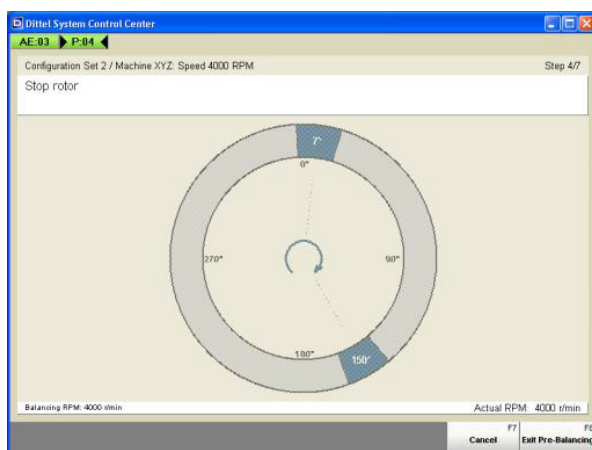 Dittel System Control Center
AE:03 P:04
Configuration Set 2 / Machine XYZ: Speed 4000 RPM Step 4/7
Stop rotor
7°
0°
270° 90°
180°
150°
Balancing RPM: 4000 r/min Actual RPM: 4000 r/min
F7 F8
Cancel Exit Pre-Balancing